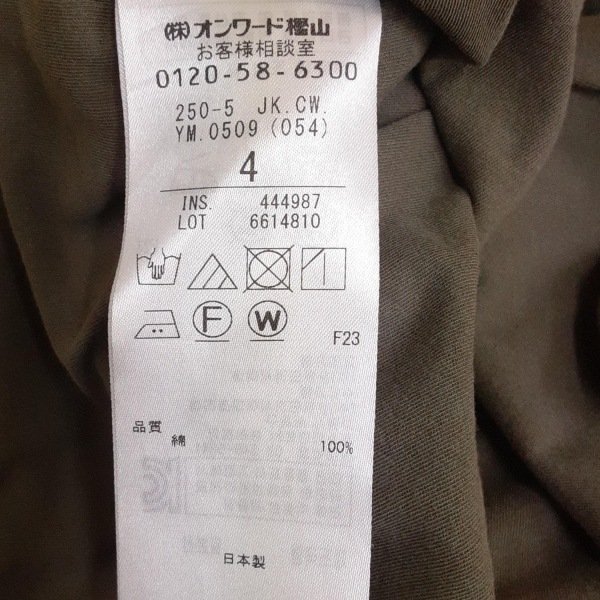 ㈱オンワード樫山
お客様相談室
0120-58-6300
250-5 JK.CW.
YM.0509 (054)
4
INS. 444987
LOT 6614810
F W
F23
品質
綿 100%
日本製